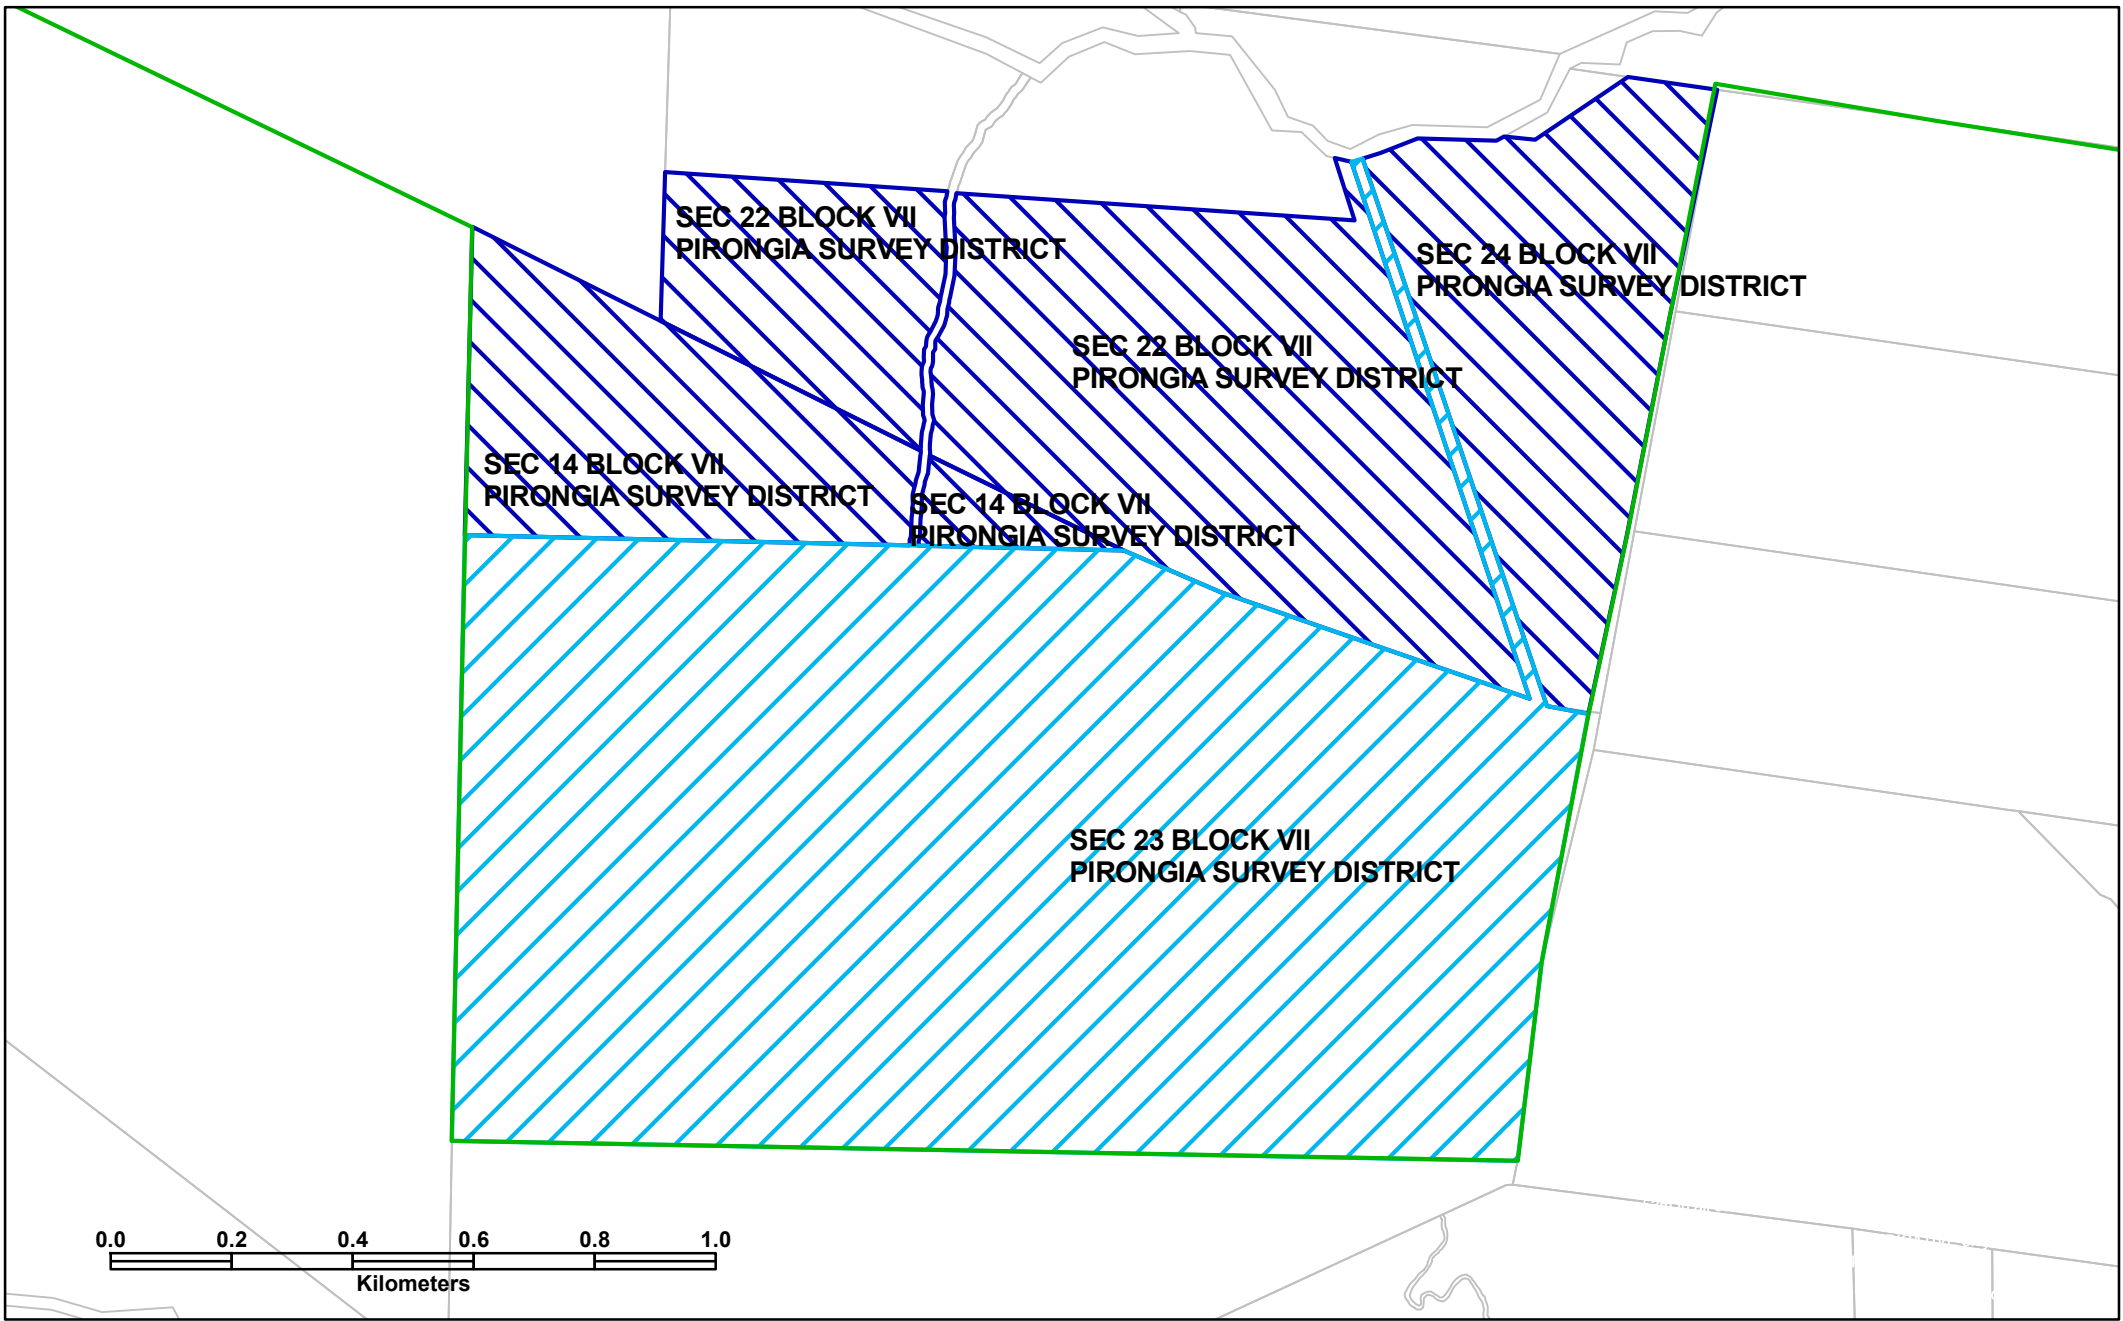 SEC 22 BLOCK VII
PIRONGIA SURVEY DISTRICT
SEC 24 BLOCK VII
PIRONGIA SURVEY DISTRICT
SEC 22 BLOCK VII
PIRONGIA SURVEY DISTRICT
SEC 14 BLOCK VII
PIRONGIA SURVEY DISTRICT
SEC 14 BLOCK VII
PIRONGIA SURVEY DISTRICT
SEC 23 BLOCK VII
PIRONGIA SURVEY DISTRICT
0.0 0.2 0.4 0.6 0.8 1.0
Kilometers